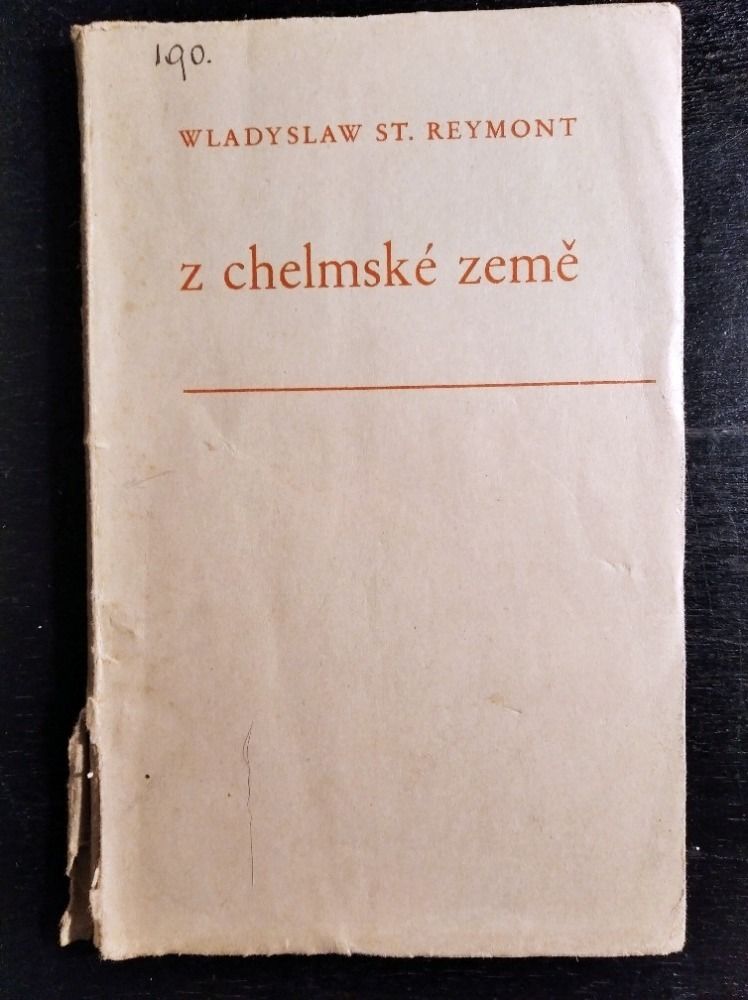 190.
WLADYSLAW ST. REYMONT
z chelmské země